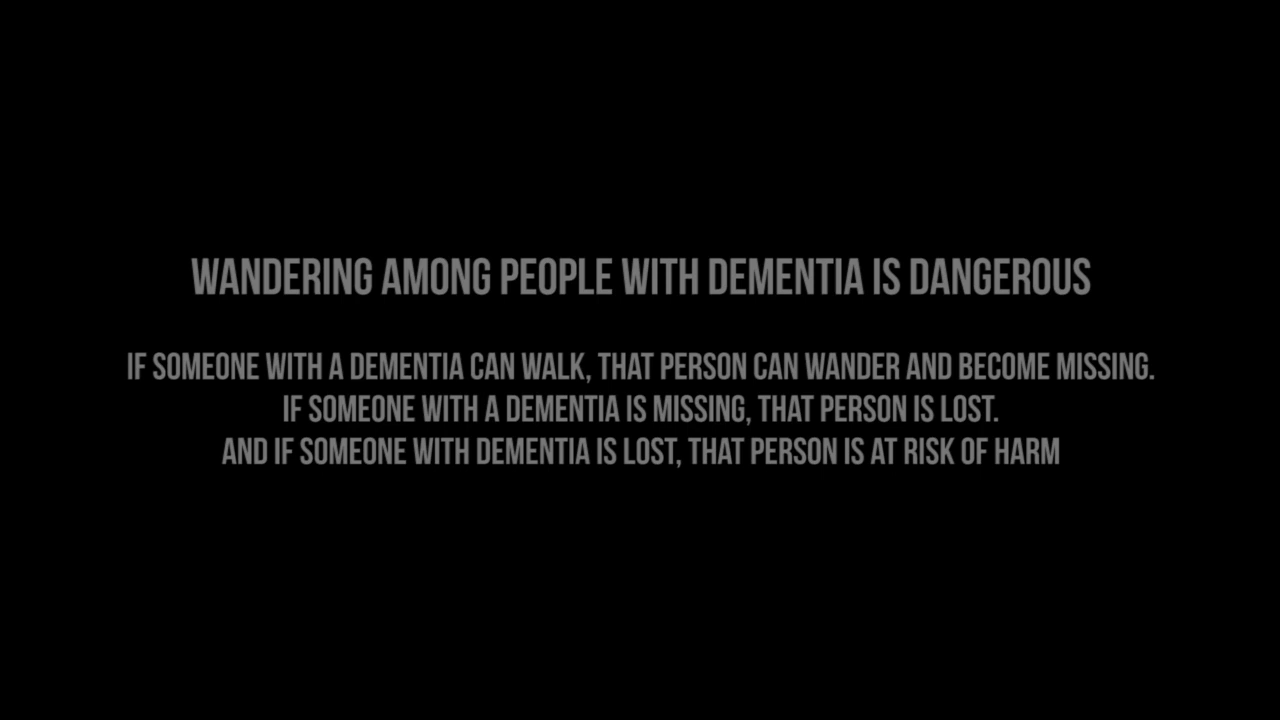 WANDERING AMONG PEOPLE WITH DEMENTIA IS DANGEROUS
IF SOMEONE WITH A DEMENTIA CAN WALK, THAT PERSON CAN WANDER AND BECOME MISSING.
IF SOMEONE WITH A DEMENTIA IS MISSING, THAT PERSON IS LOST.
AND IF SOMEONE WITH DEMENTIA IS LOST, THAT PERSON IS AT RISK OF HARM